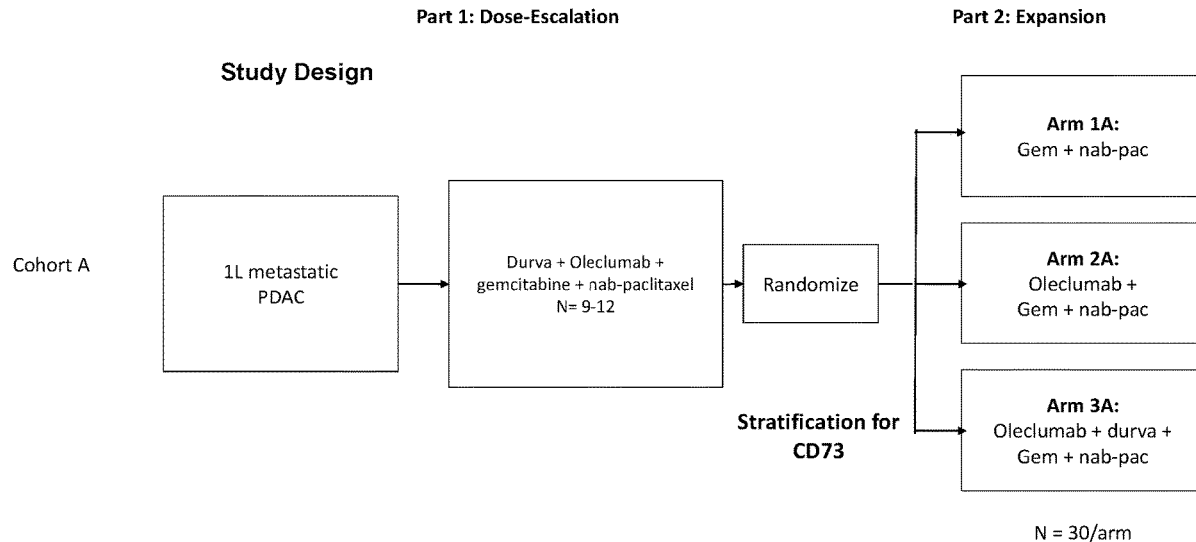 Part 1: Dose-Escalation
Part 2: Expansion
Study Design
Cohort A
1L metastatic
PDAC
Durva + Oleclumab +
gemcitabine + nab-paclitaxel
N= 9-12
Randomize
Stratification for
CD73
Arm 1A:
Gem + nab-pac
Arm 2A:
Oleclumab +
Gem + nab-pac
Arm 3A:
Oleclumab + durva +
Gem + nab-pac
N = 30/arm